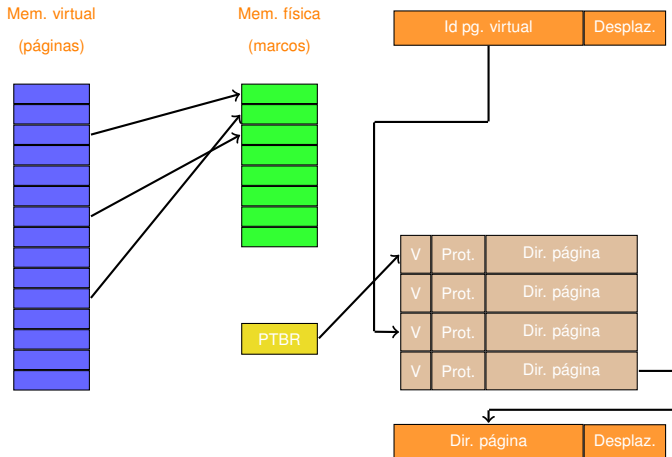 Mem. virtual
(páginas)
Mem. física
(marcos)
Id pg. virtual Desplaz.
V Prot. Dir. página
V Prot. Dir. página
PTBR
V Prot. Dir. página
V Prot. Dir. página
Dir. página Desplaz.